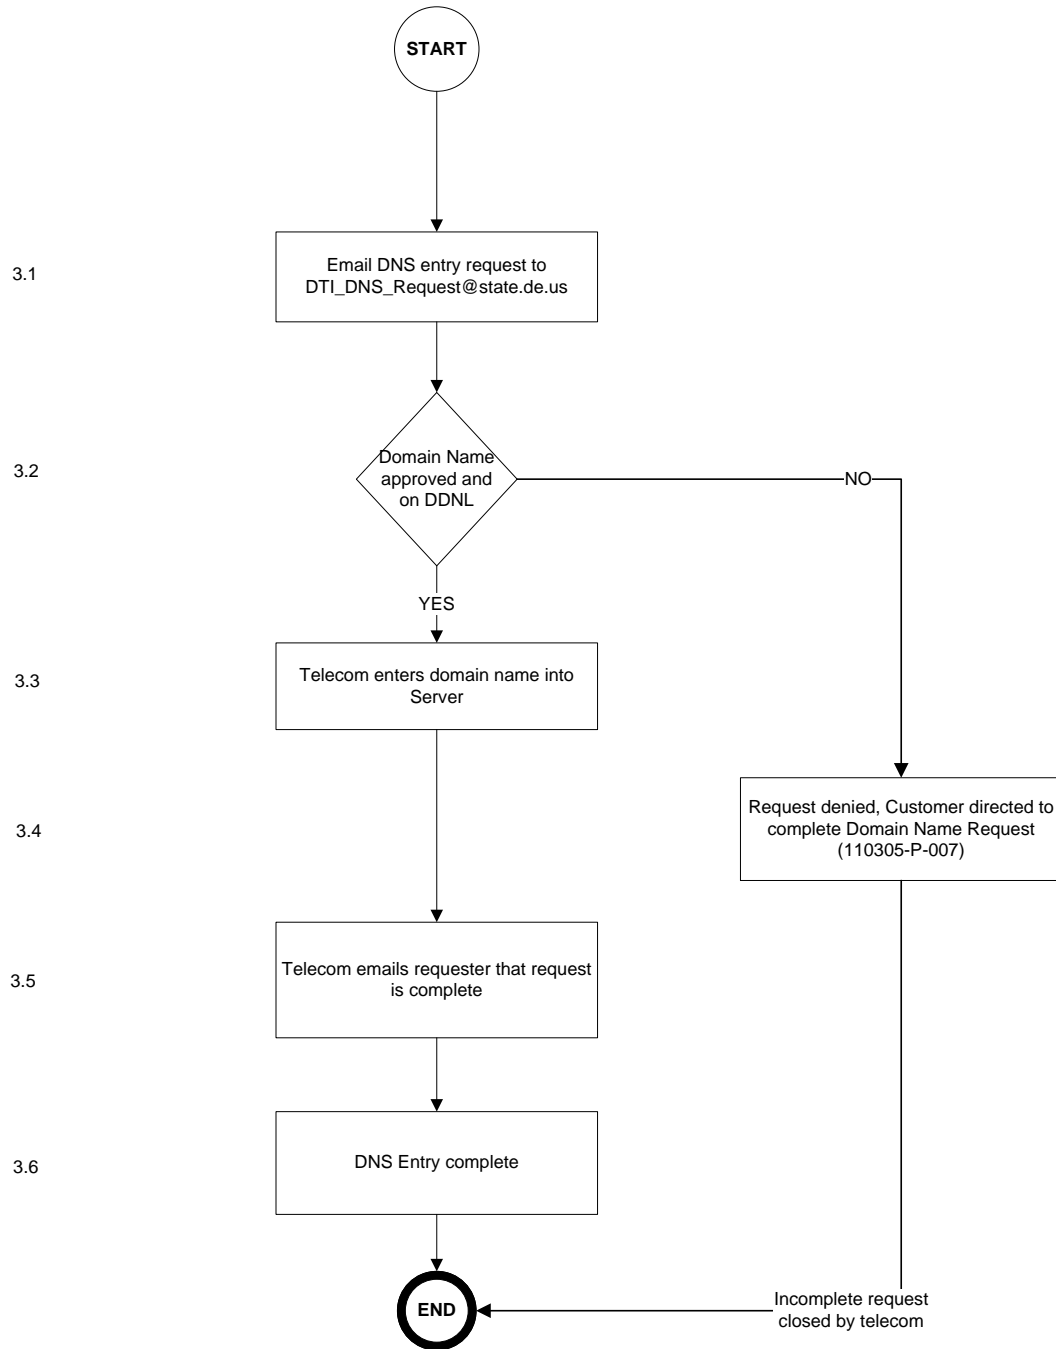 START
3.1
Email DNS entry request to
DTI_DNS_Request@state.de.us
3.2
Domain Name
approved and
on DDNL
NO
YES
3.3
Telecom enters domain name into
Server
3.4
Request denied, Customer directed to
complete Domain Name Request
(110305-P-007)
3.5
Telecom emails requester that request
is complete
3.6
DNS Entry complete
END
Incomplete request
closed by telecom